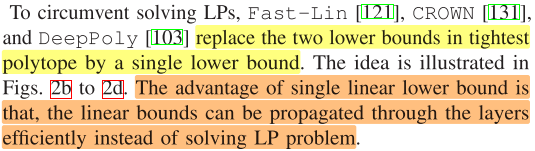 To circumvent solving LPs, Fast-Lin [121], CROWN [131],
and DeepPoly [103] replace the two lower bounds in tightest
polytope by a single lower bound. The idea is illustrated in
Figs. 2b to 2d. The advantage of single linear lower bound is
that, the linear bounds can be propagated through the layers
efficiently instead of solving LP problem.